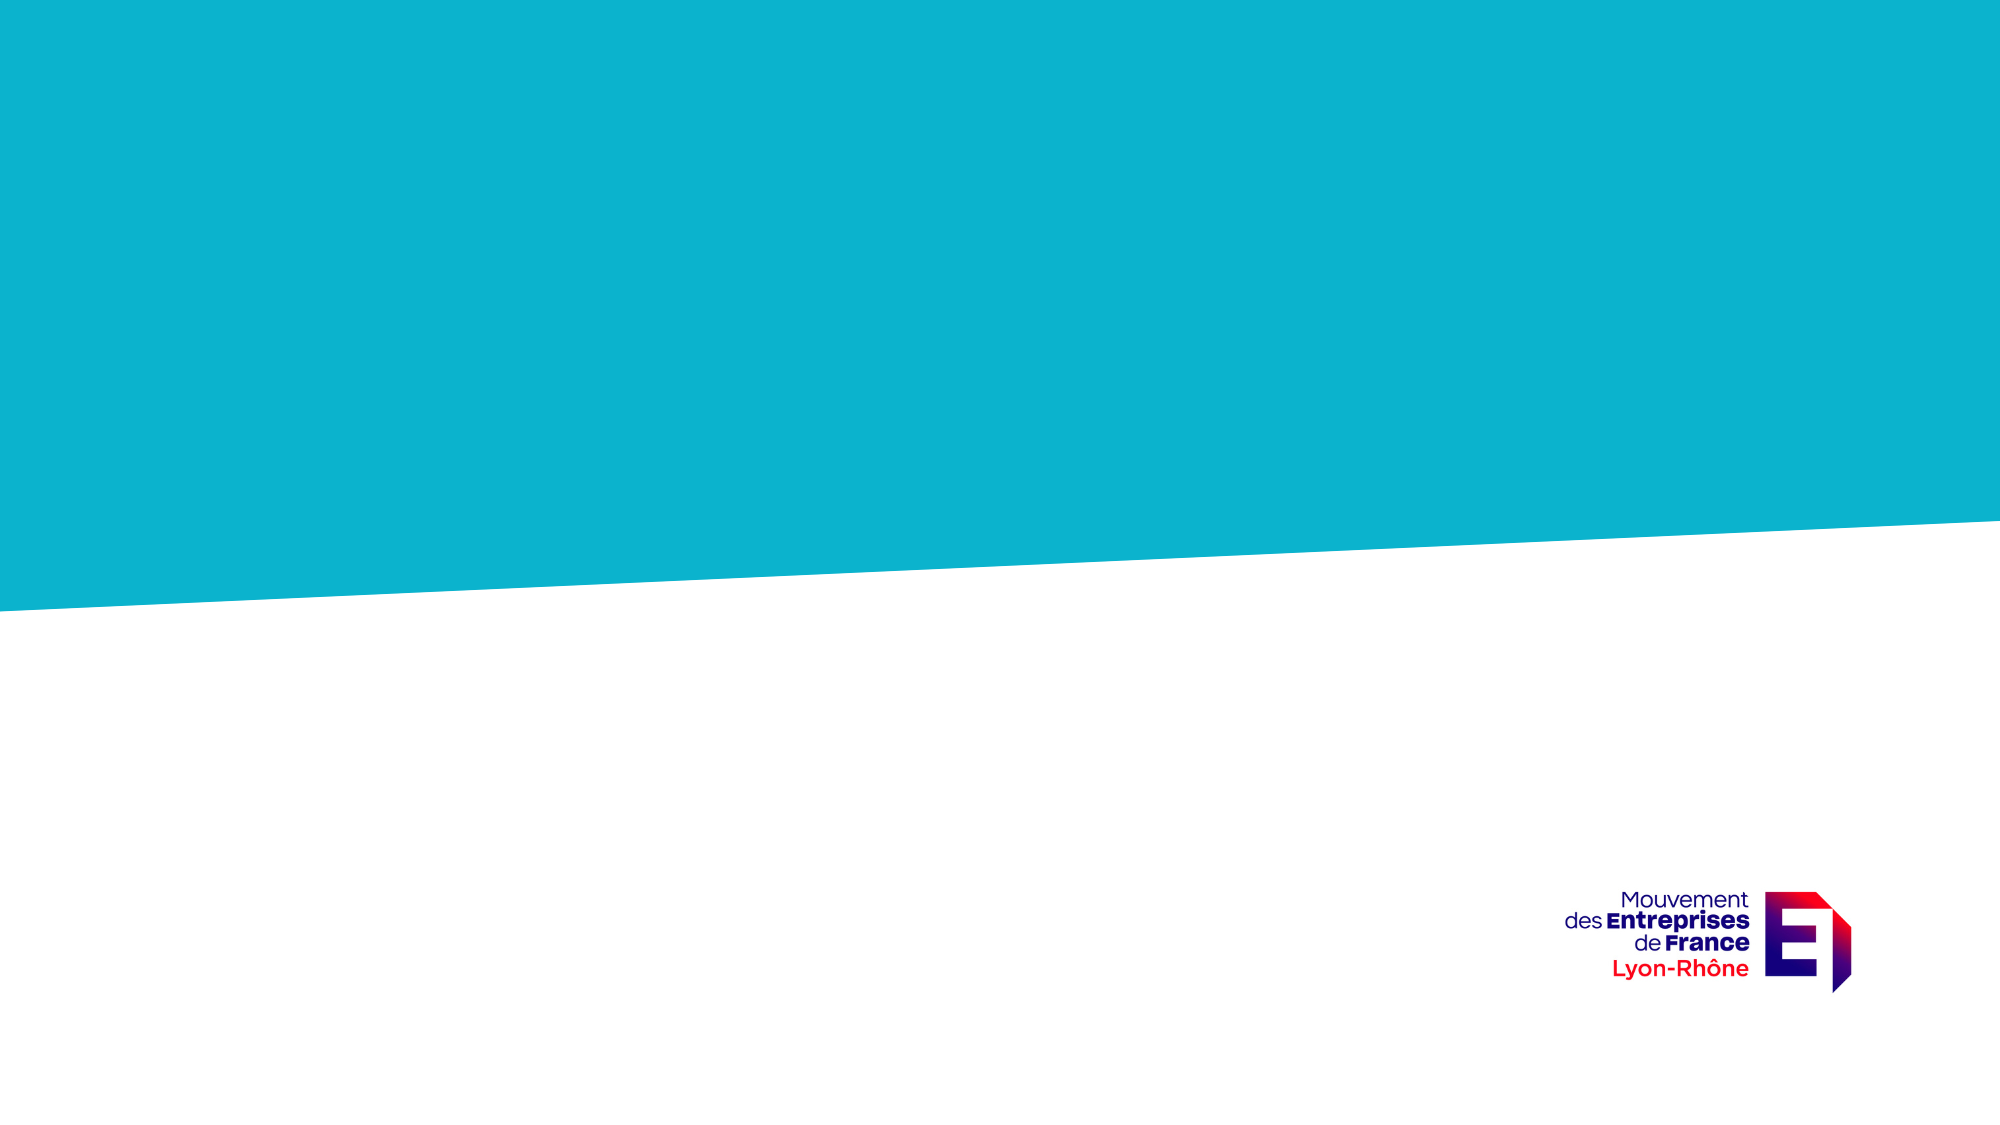 Mouvement
des Entreprises
de France
Lyon-Rhône